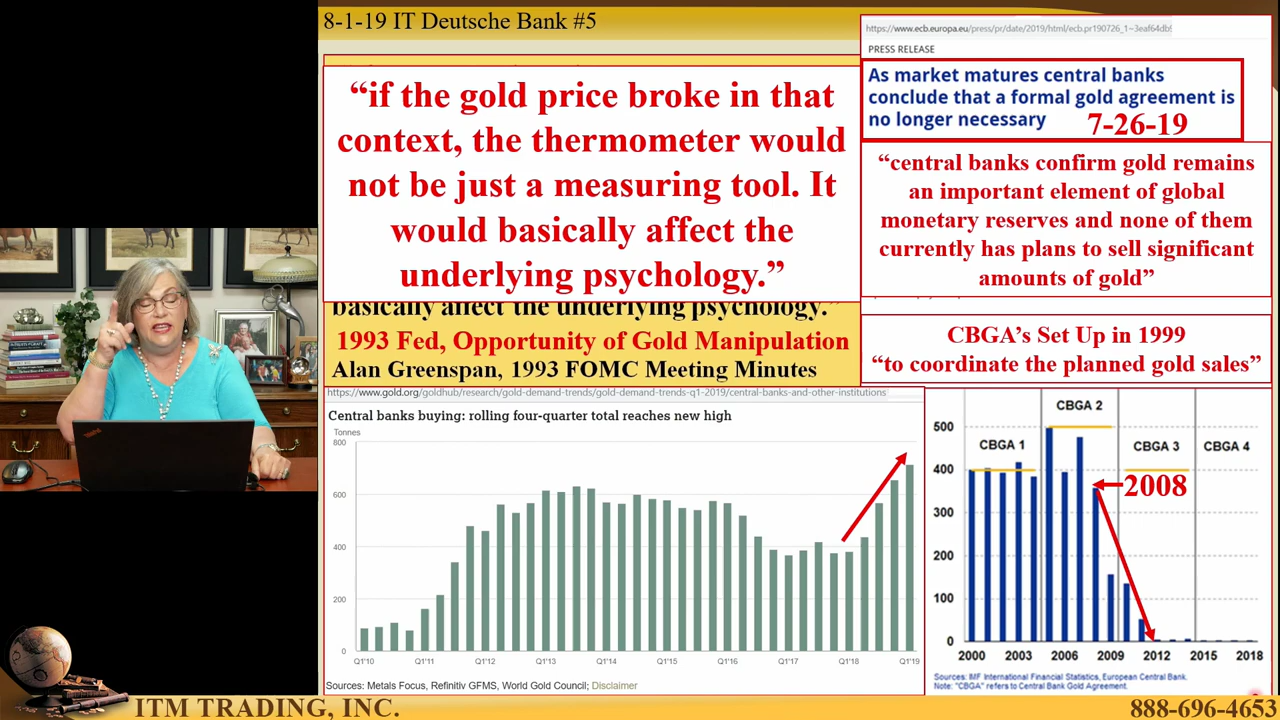 8-1-19 IT Deutsche Bank #5
“if the gold price broke in that
context, the thermometer would
not be just a measuring tool. It
would basically affect the
underlying psychology.”
basically affect the underlying psychology.”
1993 Fed, Opportunity of Gold Manipulation
Alan Greenspan, 1993 FOMC Meeting Minutes
https://www.ecb.europa.eu/press/pr/date/2019/html/ecb.pr190726_1~3eaf64db9
PRESS RELEASE
As market matures central banks
conclude that a formal gold agreement is
no longer necessary
7-26-19
“central banks confirm gold remains
an important element of global
monetary reserves and none of them
currently has plans to sell significant
amounts of gold”
CBGA’s Set Up in 1999
“to coordinate the planned gold sales”
https://www.gold.org/goldhub/research/gold-demand-trends/gold-demand-trends-q1-2019/central-banks-and-other-institutions
Central banks buying: rolling four-quarter total reaches new high
Tonnes
800
600
400
200
0
Q1'10 Q1'11 Q1'12 Q1'13 Q1'14 Q1'15 Q1'16 Q1'17 Q1'18 Q1'19
Sources: Metals Focus, Refinitiv GFMS, World Gold Council; Disclaimer
CBGA 1
CBGA 2
CBGA 3
CBGA 4
2008
500
400
300
200
100
0
2000 2003 2006 2009 2012 2015 2018
Sources: IMF International Financial Statistics, European Central Bank.
Note: "CBGA" refers to Central Bank Gold Agreement.
ITM TRADING, INC.
888-696-4653